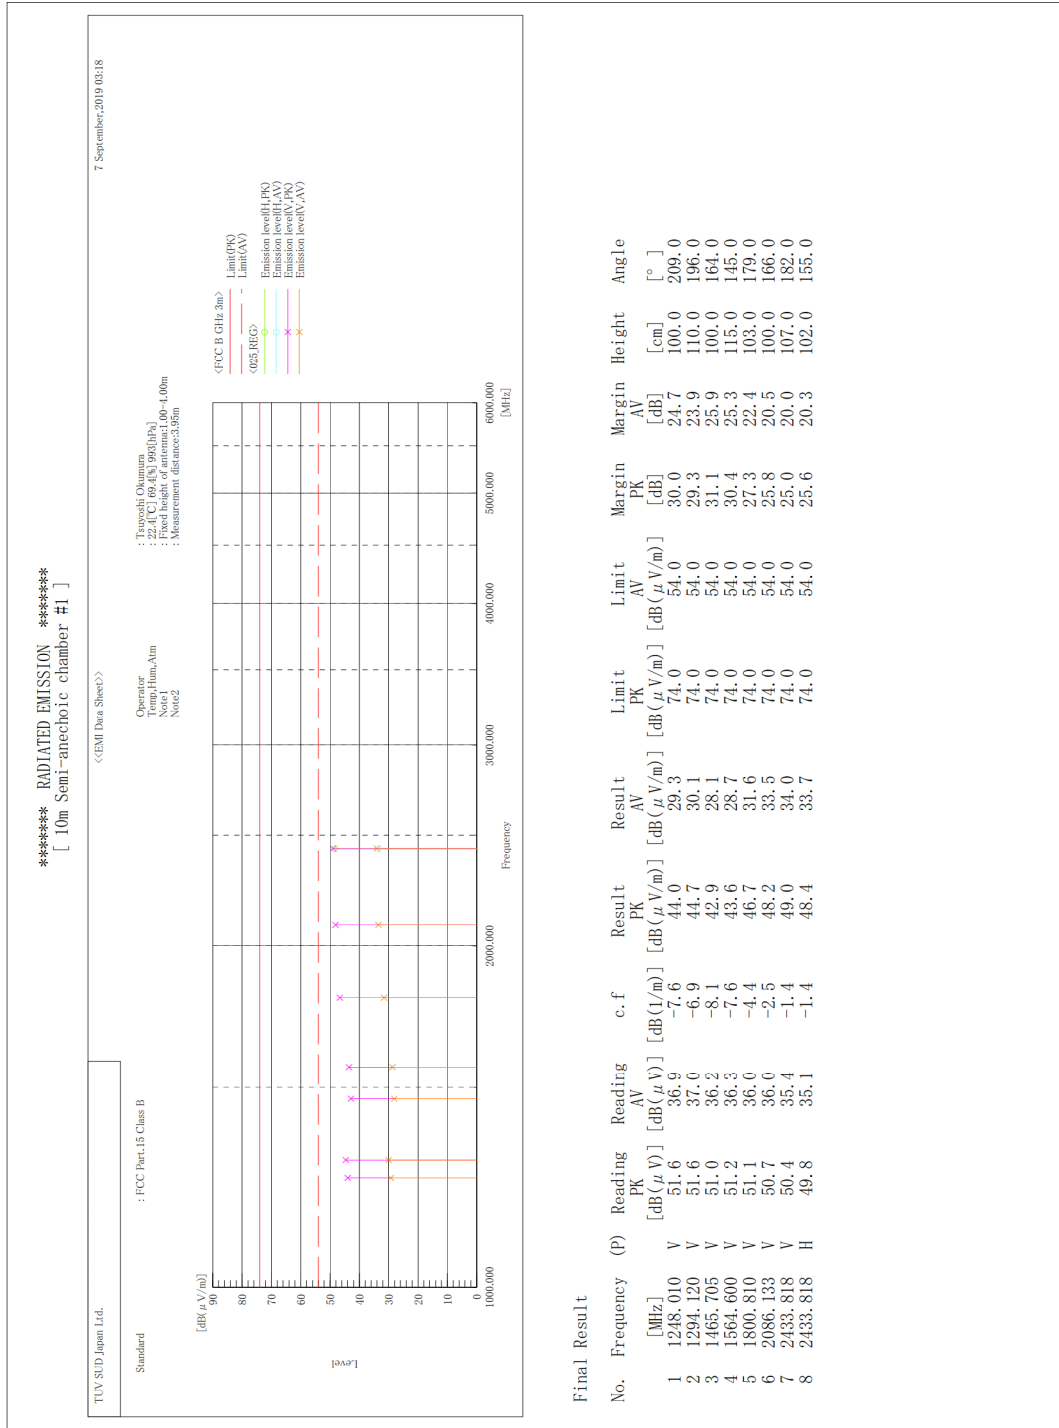 ******* RADIATED EMISSION *******
[ 10m Semi-anechoic chamber #1 ]
TUV SUD Japan Ltd.
<<EMI Data Sheet>>
7 September,2019 03:18
Standard : FCC Part.15 Class B
Operator : Tsuyoshi Okumura
Temp,Hum,Atm : 22.4[℃] 69.4[%] 993[hPa]
Note1 : Fixed height of antenna:1.00-4.00m
Note2 : Measurement distance:3.95m
<FCC B GHz 3m>
Limit(PK)
Limit(AV)
<025_REG>
Emission level(H,PK)
Emission level(H,AV)
Emission level(V,PK)
Emission level(V,AV)
[dB(μV/m)]
90
80
70
60
50
40
30
20
10
0
Level
1000.000 2000.000 3000.000 4000.000 5000.000 6000.000
[MHz]
Frequency
Final Result
No. Frequency (P) Reading Reading c.f Result Result Limit Limit Margin Margin Height Angle
PK AV PK AV PK AV PK AV
[MHz] [dB(μV)] [dB(μV)] [dB(1/m)] [dB(μV/m)] [dB(μV/m)] [dB(μV/m)] [dB(μV/m)] [dB] [dB] [cm] [° ]
1 1248.010 V 51.6 36.9 -7.6 44.0 29.3 74.0 54.0 30.0 24.7 100.0 209.0
2 1294.120 V 51.6 37.0 -6.9 44.7 30.1 74.0 54.0 29.3 23.9 110.0 196.0
3 1465.705 V 51.0 36.2 -8.1 42.9 28.1 74.0 54.0 31.1 25.9 100.0 164.0
4 1564.600 V 51.2 36.3 -7.6 43.6 28.7 74.0 54.0 30.4 25.3 115.0 145.0
5 1800.810 V 51.1 36.0 -4.4 46.7 31.6 74.0 54.0 27.3 22.4 103.0 179.0
6 2086.133 V 50.7 36.0 -2.5 48.2 33.5 74.0 54.0 25.8 20.5 100.0 166.0
7 2433.818 V 50.4 35.4 -1.4 49.0 34.0 74.0 54.0 25.0 20.0 107.0 182.0
8 2433.818 H 49.8 35.1 -1.4 48.4 33.7 74.0 54.0 25.6 20.3 102.0 155.0